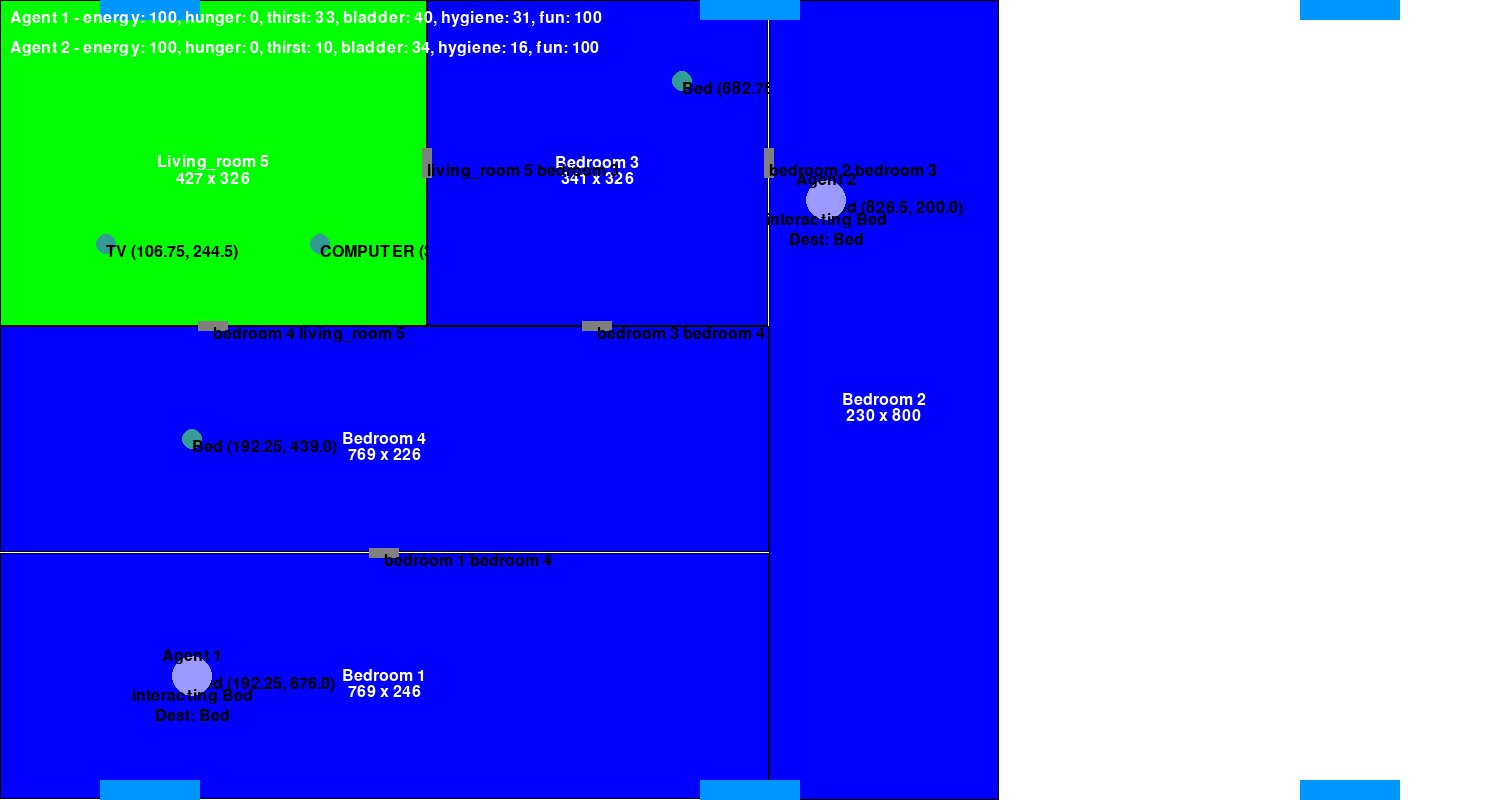 Agent 1 - energy: 100, hunger: 0, thirst: 33, bladder: 40, hygiene: 31, fun: 100
Agent 2 - energy: 100, hunger: 0, thirst: 10, bladder: 34, hygiene: 16, fun: 100
Bed (682.75
Living_room 5
427 x 326
Bedroom 3
341 x 326
living_room 5 bedroom 3
bedroom 2 bedroom 3
Agent 2
d (826.5, 200.0)
interacting Bed
Dest: Bed
TV (106.75, 244.5)
COMPUTER (3
bedroom 4 living_room 5
bedroom 3 bedroom 4
Bedroom 2
230 x 800
Bed (192.25, 439.0)
Bedroom 4
769 x 226
bedroom 1 bedroom 4
Agent 1
d (192.25, 676.0)
interacting Bed
Dest: Bed
Bedroom 1
769 x 246